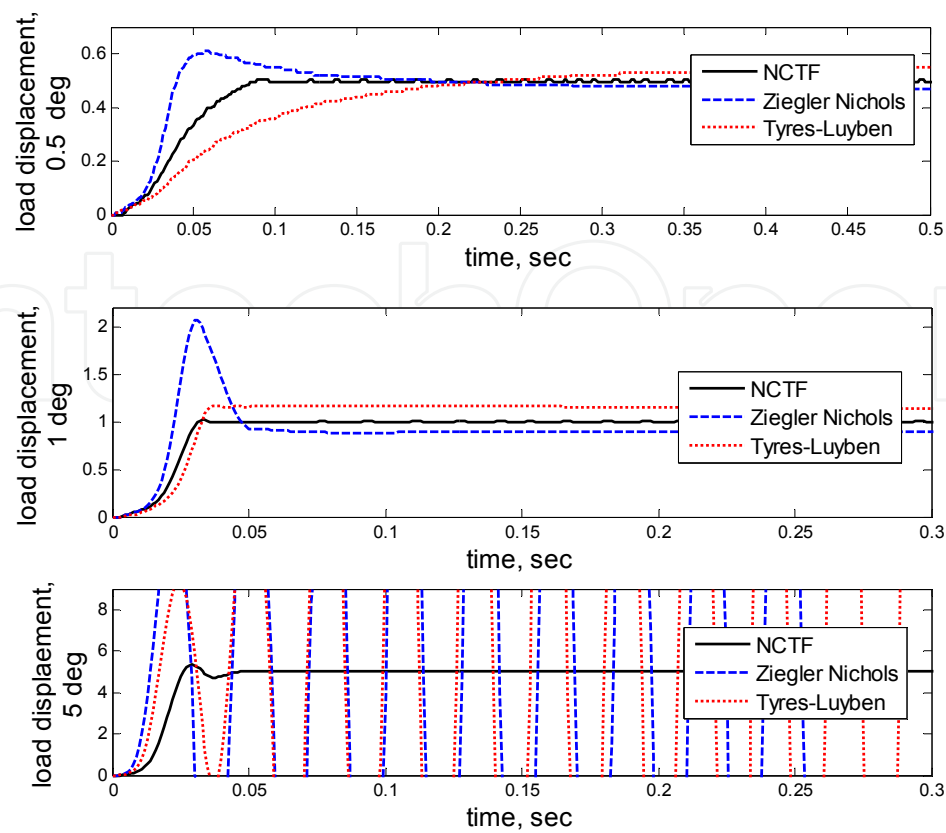 load displacement,
0.5 deg
0.6
0.4
0.2
0
NCTF
Ziegler Nichols
Tyres-Luyben
0 0.05 0.1 0.15 0.2 0.25 0.3 0.35 0.4 0.45 0.5
time, sec
load displacement,
1 deg
2
1.5
1
0.5
0
NCTF
Ziegler Nichols
Tyres-Luyben
0 0.05 0.1 0.15 0.2 0.25 0.3
time, sec
load displaement,
5 deg
8
6
4
2
0
NCTF
Ziegler Nichols
Tyres-Luyben
0 0.05 0.1 0.15 0.2 0.25 0.3
time, sec